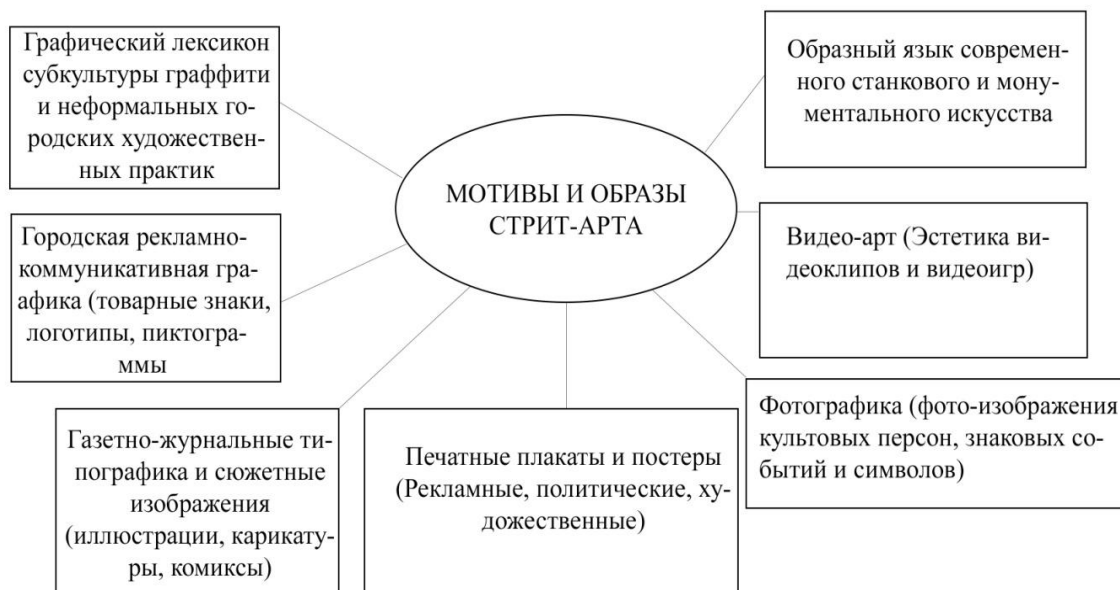 Графический лексикон
субкультуры граффити
и неформальных го-
родских художествен-
ных практик
Образный язык современ-
ного станкового и мону-
ментального искусства
МОТИВЫ И ОБРАЗЫ
СТРИТ-АРТА
Городская рекламно-
коммуникативная гра-
афика (товарные знаки,
логотипы, пиктогра-
ммы
Видео-арт (Эстетика ви-
деоклипов и видеоигр)
Газетно-журнальные ти-
пографика и сюжетные
изображения
(иллюстрации, карикату-
ры, комиксы)
Печатные плакаты и постеры
(Рекламные, политические, ху-
дожественные)
Фотографика (фото-изображения
культовых персон, знаковых со-
бытий и символов)